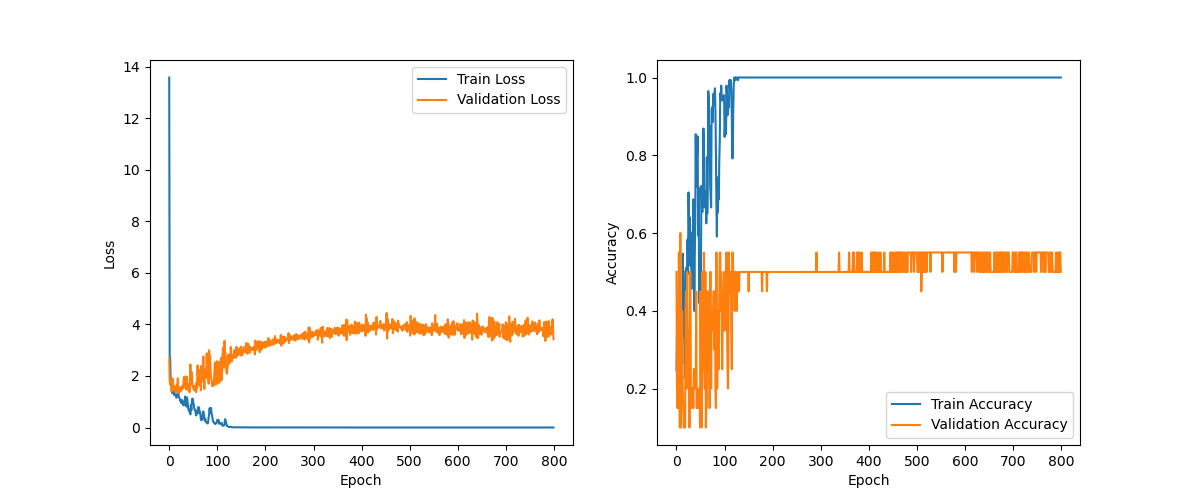 14
12
10
8
6
4
2
0
Loss
Train Loss
Validation Loss
0 100 200 300 400 500 600 700 800
Epoch
1.0
0.8
0.6
0.4
0.2
Accuracy
Train Accuracy
Validation Accuracy
0 100 200 300 400 500 600 700 800
Epoch